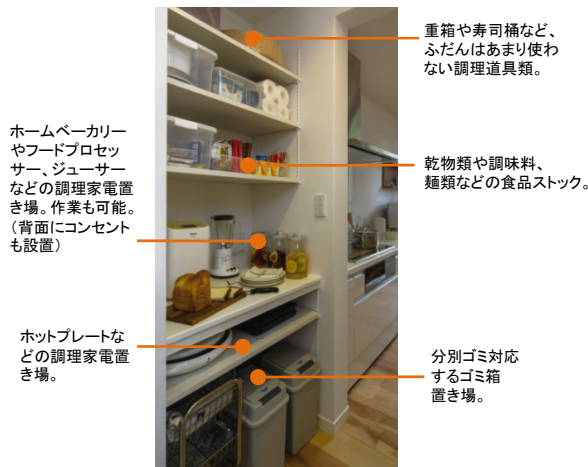 重箱や寿司桶など、
ふだんはあまり使わ
ない調理道具類。
ホームベーカリー
やフードプロセッ
サー、ジューサー
などの調理家電置
き場。作業も可能。
(背面にコンセント
も設置)
乾物類や調味料、
麺類などの食品ストック。
ホットプレートな
どの調理家電置
き場。
分別ゴミ対応
するゴミ箱
置き場。